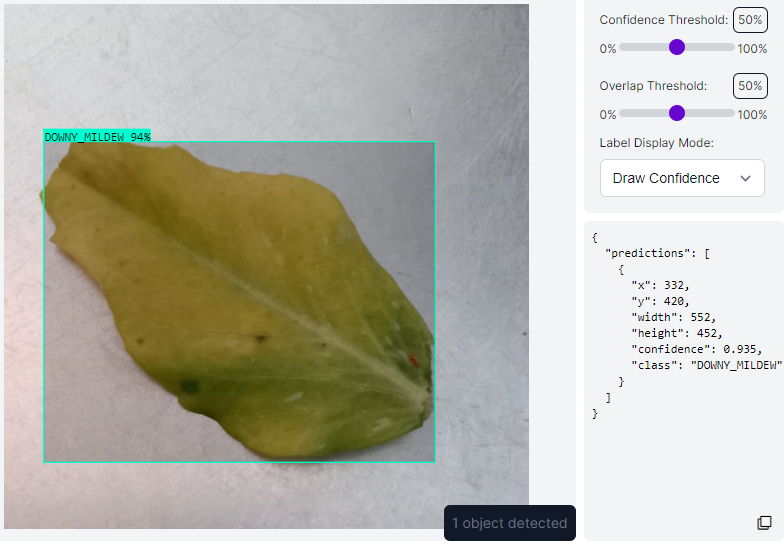 DOWNY_MILDEW 94%
1 object detected
Confidence Threshold: 50%
0% 100%
Overlap Threshold: 50%
0% 100%
Label Display Mode:
Draw Confidence
{
"predictions": [
{
"x": 332,
"y": 420,
"width": 552,
"height": 452,
"confidence": 0.935,
"class": "DOWNY_MILDEW"
}
]
}